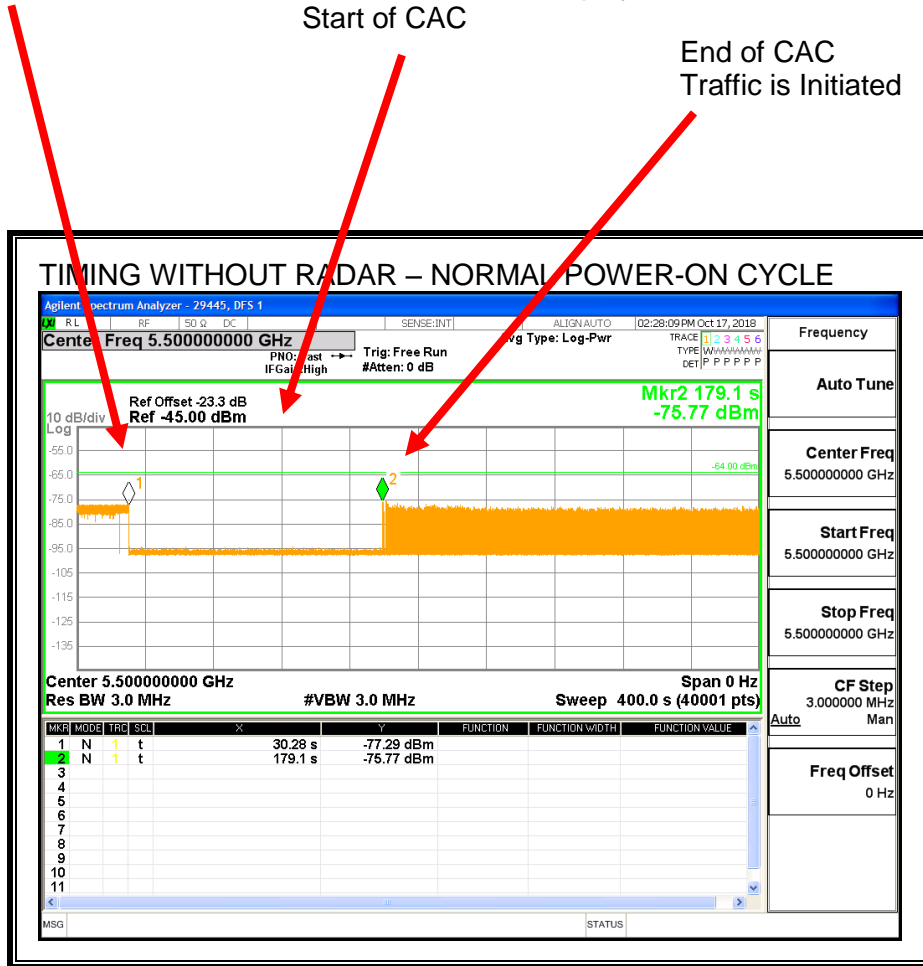 Start of CAC
End of CAC
Traffic is Initiated
TIMING WITHOUT RADAR – NORMAL POWER-ON CYCLE
Agilent Spectrum Analyzer - 29445, DFS 1
LXI RL RF 50 Ω DC SENSE:INT ALIGN AUTO 02:28:09 PM Oct 17, 2018
Center Freq 5.500000000 GHz
PNO: Fast
IFGain:High
Trig: Free Run
#Atten: 0 dB
Avg Type: Log-Pwr
TRACE 1 2 3 4 5 6
TYPE WWWWWW
DET P P P P P P
Ref Offset -23.3 dB
10 dB/div Ref -45.00 dBm
Log
Mkr2 179.1 s
-75.77 dBm
-55.0
-65.0
-75.0
-85.0
-95.0
-105
-115
-125
-135
-64.00 dBm
1
2
Center 5.500000000 GHz Span 0 Hz
Res BW 3.0 MHz #VBW 3.0 MHz Sweep 400.0 s (40001 pts)
MKR MODE TRC SCL X Y FUNCTION FUNCTION WIDTH FUNCTION VALUE
1 N 1 t 30.28 s -77.29 dBm
2 N 1 t 179.1 s -75.77 dBm
3
4
5
6
7
8
9
10
11
MSG STATUS
Frequency
Auto Tune
Center Freq
5.500000000 GHz
Start Freq
5.500000000 GHz
Stop Freq
5.500000000 GHz
CF Step
3.000000 MHz
Auto Man
Freq Offset
0 Hz